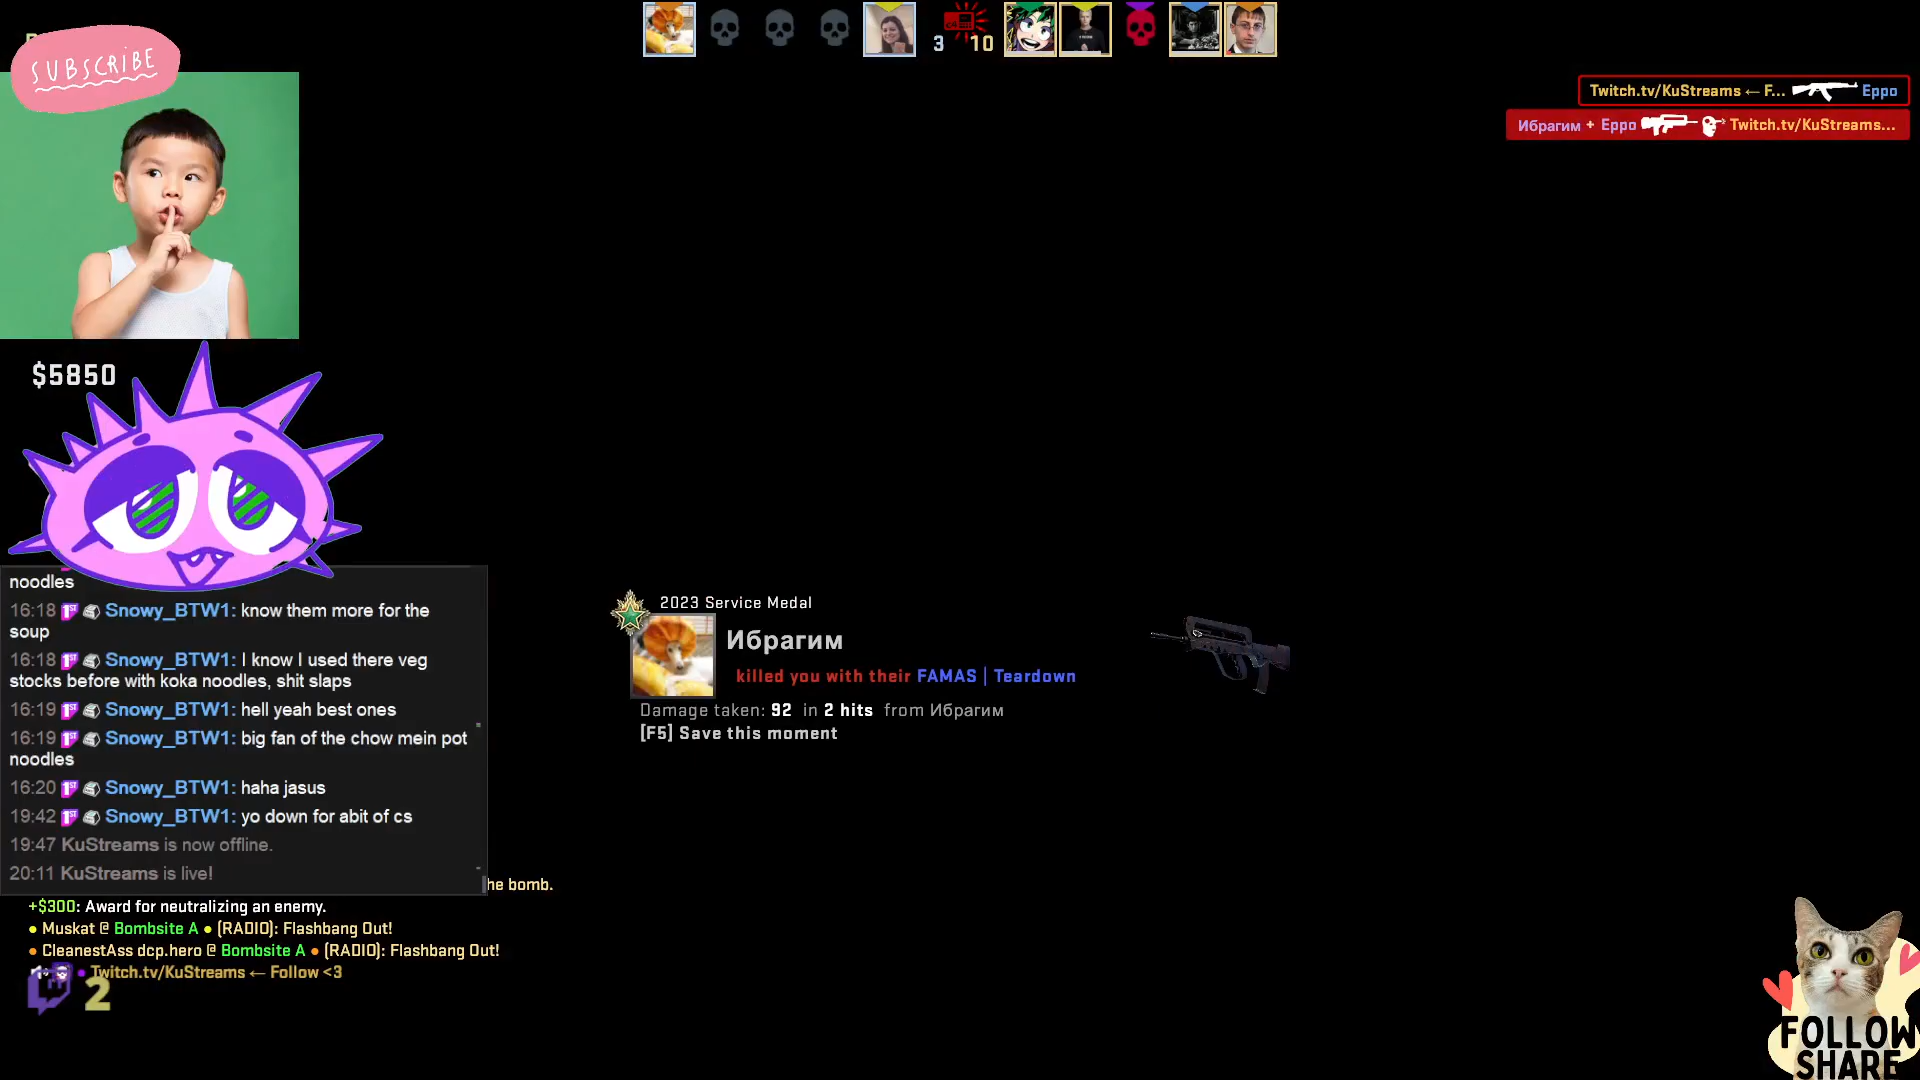 SUBSCRIBE
3
10
Twitch.tv/KuStreams ← F... Eppo
Ибрагим + Eppo Twitch.tv/KuStreams...
$5850
noodles
16:18 1ST Snowy_BTW1: know them more for the
soup
16:18 1ST Snowy_BTW1: I know I used there veg
stocks before with koka noodles, shit slaps
16:19 1ST Snowy_BTW1: hell yeah best ones
16:19 1ST Snowy_BTW1: big fan of the chow mein pot
noodles
16:20 1ST Snowy_BTW1: haha jasus
19:42 1ST Snowy_BTW1: yo down for abit of cs
19:47 KuStreams is now offline.
20:11 KuStreams is live!
he bomb.
+$300: Award for neutralizing an enemy.
● Muskat @ Bombsite A ● (RADIO): Flashbang Out!
● CleanestAss dcp.hero @ Bombsite A ● (RADIO): Flashbang Out!
● Twitch.tv/KuStreams ← Follow <3
2
2023 Service Medal
Ибрагим
killed you with their FAMAS | Teardown
Damage taken: 92 in 2 hits from Ибрагим
[F5] Save this moment
FOLLOW
SHARE